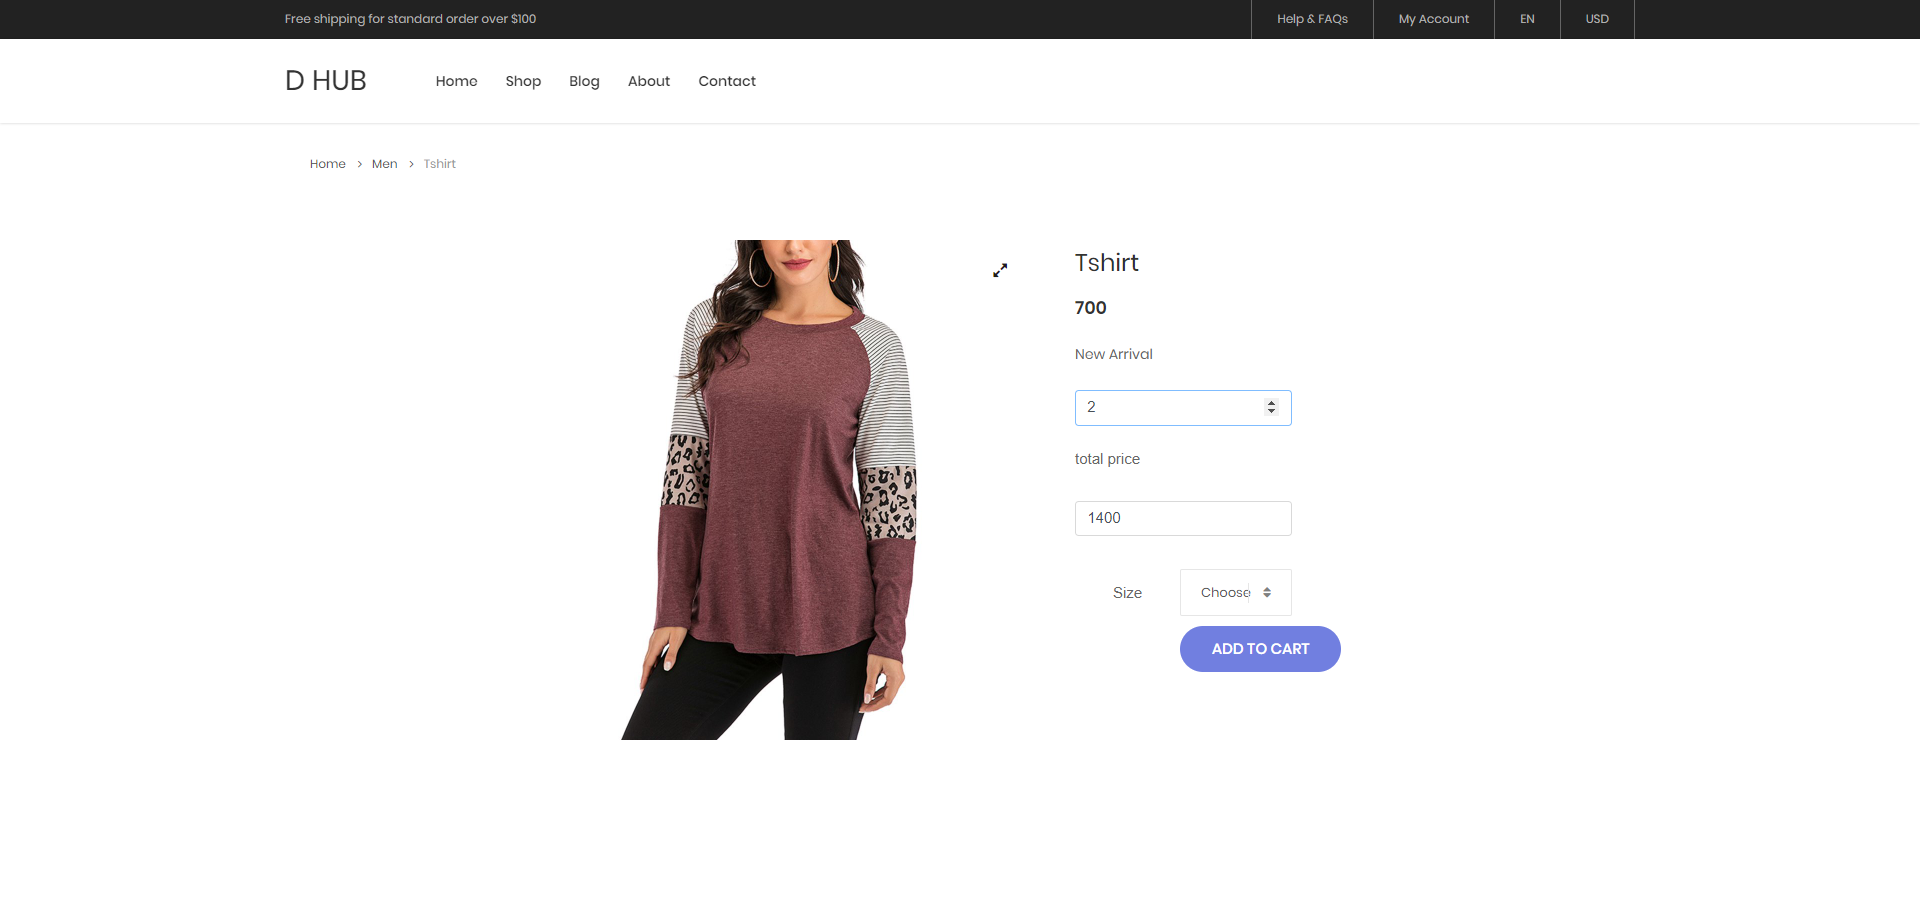 Free shipping for standard order over $100
Help & FAQs
My Account
EN
USD
D HUB
Home
Shop
Blog
About
Contact
Home > Men > Tshirt
Tshirt
700
New Arrival
2
total price
1400
Size
Choose
ADD TO CART